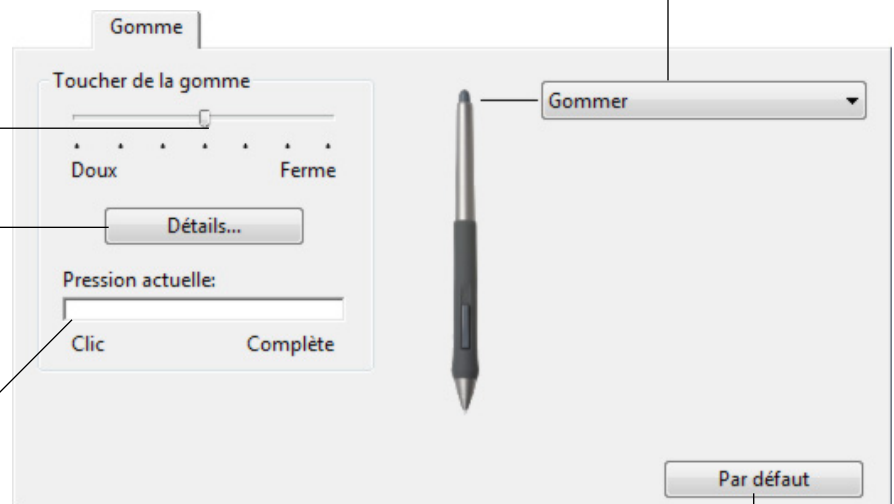 Gomme
Toucher de la gomme
Gommer
Doux Ferme
Détails...
Pression actuelle:
Clic Complète
Par défaut